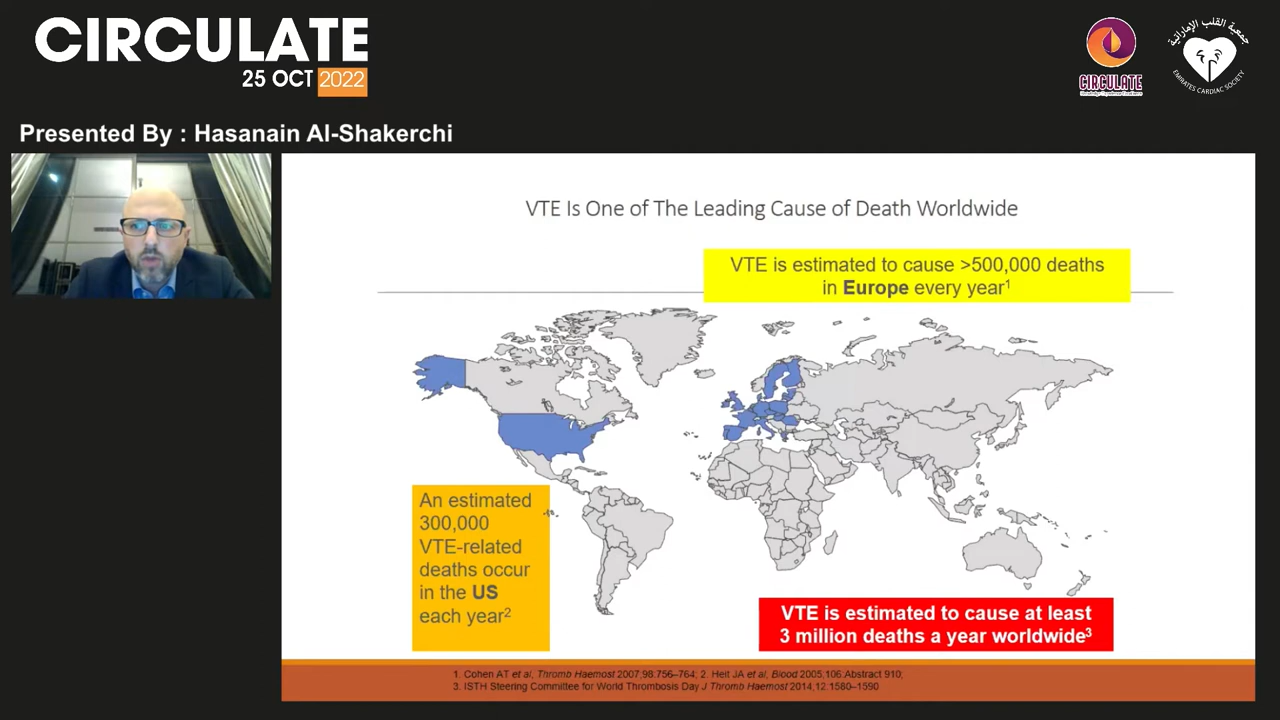 CIRCULATE
25 OCT 2022
CIRCULATE
جمعية القلب الإماراتية
EMIRATES CARDIAC SOCIETY
Presented By : Hasanain Al-Shakerchi
VTE Is One of The Leading Cause of Death Worldwide
VTE is estimated to cause >500,000 deaths
in Europe every year1
An estimated
300,000
VTE-related
deaths occur
in the US
each year2
VTE is estimated to cause at least
3 million deaths a year worldwide3
1. Cohen AT et al, Thromb Haemost 2007;98:756–764; 2. Heit JA et al, Blood 2005;106:Abstract 910;
3. ISTH Steering Committee for World Thrombosis Day J Thromb Haemost 2014;12:1580–1590